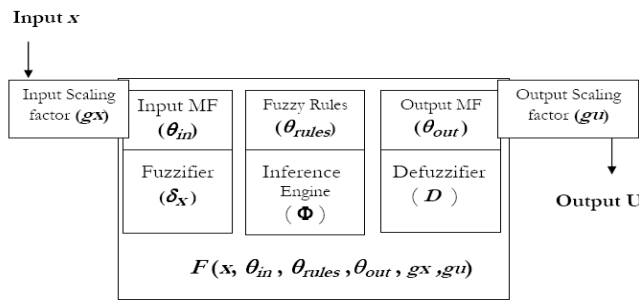 Input x
Input Scaling
factor (gx)
Input MF
(θin)
Fuzzifier
(δx)
Fuzzy Rules
(θrules)
Inference
Engine
( Φ )
Output MF
(θout)
Defuzzifier
( D )
Output Scaling
factor (gu)
Output U
F(x, θin , θrules ,θout , gx ,gu)